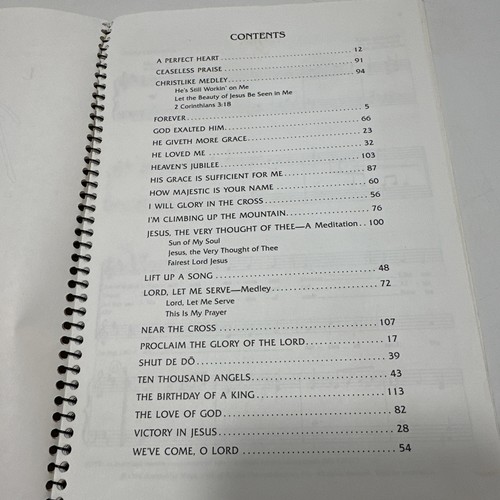 CONTENTS
A PERFECT HEART 12
CEASELESS PRAISE 91
CHRISTLIKE MEDLEY 94
He's Still Workin' on Me
Let the Beauty of Jesus Be Seen in Me
2 Corinthians 3:18
FOREVER 5
GOD EXALTED HIM 66
HE GIVETH MORE GRACE 23
HE LOVED ME 32
HEAVEN'S JUBILEE 103
HIS GRACE IS SUFFICIENT FOR ME 87
HOW MAJESTIC IS YOUR NAME 60
I WILL GLORY IN THE CROSS 56
I'M CLIMBING UP THE MOUNTAIN 76
JESUS, THE VERY THOUGHT OF THEE—A Meditation 100
Sun of My Soul
Jesus, the Very Thought of Thee
Fairest Lord Jesus
LIFT UP A SONG 48
LORD, LET ME SERVE—Medley 72
Lord, Let Me Serve
This Is My Prayer
NEAR THE CROSS 107
PROCLAIM THE GLORY OF THE LORD 17
SHUT DE DŌ 39
TEN THOUSAND ANGELS 43
THE BIRTHDAY OF A KING 113
THE LOVE OF GOD 82
VICTORY IN JESUS 28
WE'VE COME, O LORD 54